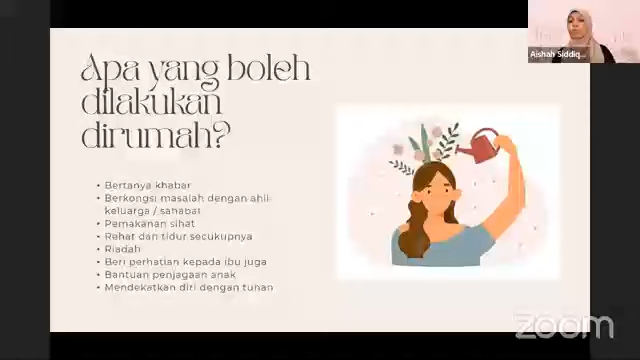 Apa yang boleh
dilakukan
dirumah?
• Bertanya khabar
• Berkongsi masalah dengan ahli
keluarga / sahabat
• Pemakanan sihat
• Rehat dan tidur secukupnya
• Riadah
• Beri perhatian kepada ibu juga
• Bantuan penjagaan anak
• Mendekatkan diri dengan tuhan
Aishah Siddiq...
zoom